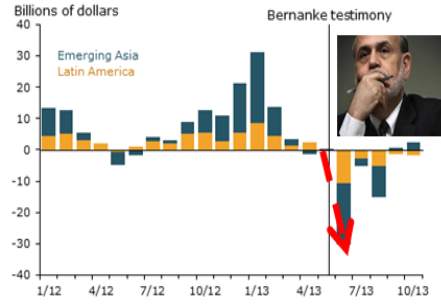 Billions of dollars
Bernanke testimony
40
30
20
10
0
-10
-20
-30
-40
Emerging Asia
Latin America
1/12 4/12 7/12 10/12 1/13 4/13 7/13 10/13